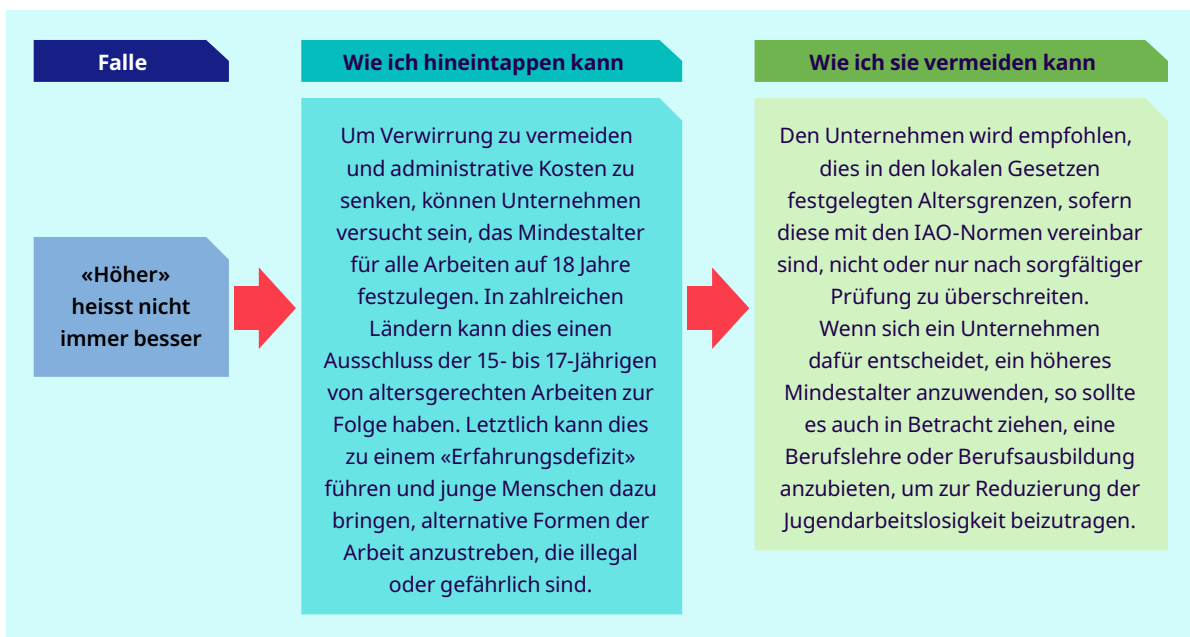 Falle
Wie ich hineintappen kann
Wie ich sie vermeiden kann
«Höher»
heisst nicht
immer besser
Um Verwirrung zu vermeiden
und administrative Kosten zu
senken, können Unternehmen
versucht sein, das Mindestalter
für alle Arbeiten auf 18 Jahre
festzulegen. In zahlreichen
Ländern kann dies einen
Ausschluss der 15- bis 17-Jährigen
von altersgerechten Arbeiten zur
Folge haben. Letztlich kann dies
zu einem «Erfahrungsdefizit»
führen und junge Menschen dazu
bringen, alternative Formen der
Arbeit anzustreben, die illegal
oder gefährlich sind.
Den Unternehmen wird empfohlen,
dies in den lokalen Gesetzen
festgelegten Altersgrenzen, sofern
diese mit den IAO-Normen vereinbar
sind, nicht oder nur nach sorgfältiger
Prüfung zu überschreiten.
Wenn sich ein Unternehmen
dafür entscheidet, ein höheres
Mindestalter anzuwenden, so sollte
es auch in Betracht ziehen, eine
Berufslehre oder Berufsausbildung
anzubieten, um zur Reduzierung der
Jugendarbeitslosigkeit beizutragen.